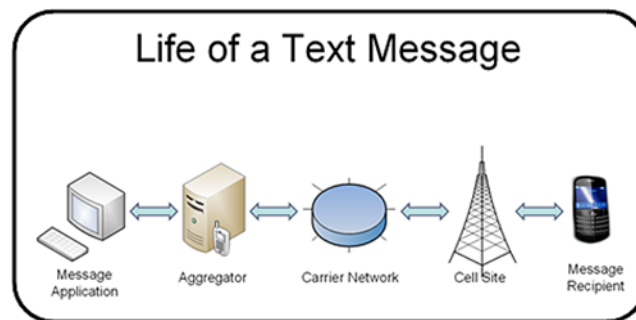 Life of a Text Message
Message
Application
Aggregator
Carrier Network
Cell Site
Message
Recipient